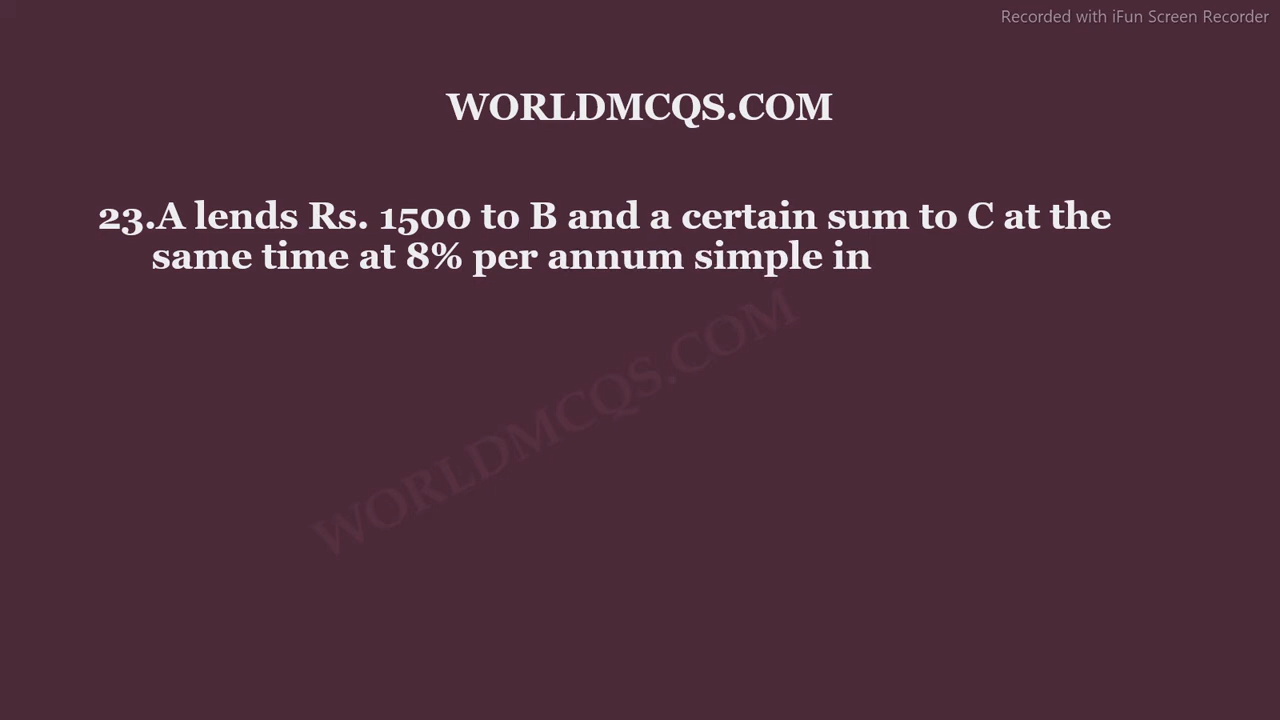 Recorded with iFun Screen Recorder
WORLDMCQS.COM
23.A lends Rs. 1500 to B and a certain sum to C at the
same time at 8% per annum simple in
WORLDMCQS.COM